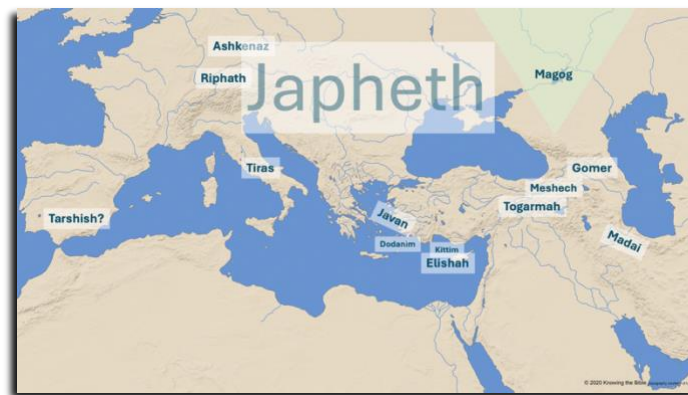 Ashkenaz
Japheth
Riphath
Magog
Tiras
Gomer
Meshech
Togarmah
Tarshish?
Javan
Madai
Dodanim
Kittim
Elishah
© 2020 Knowing the Bible